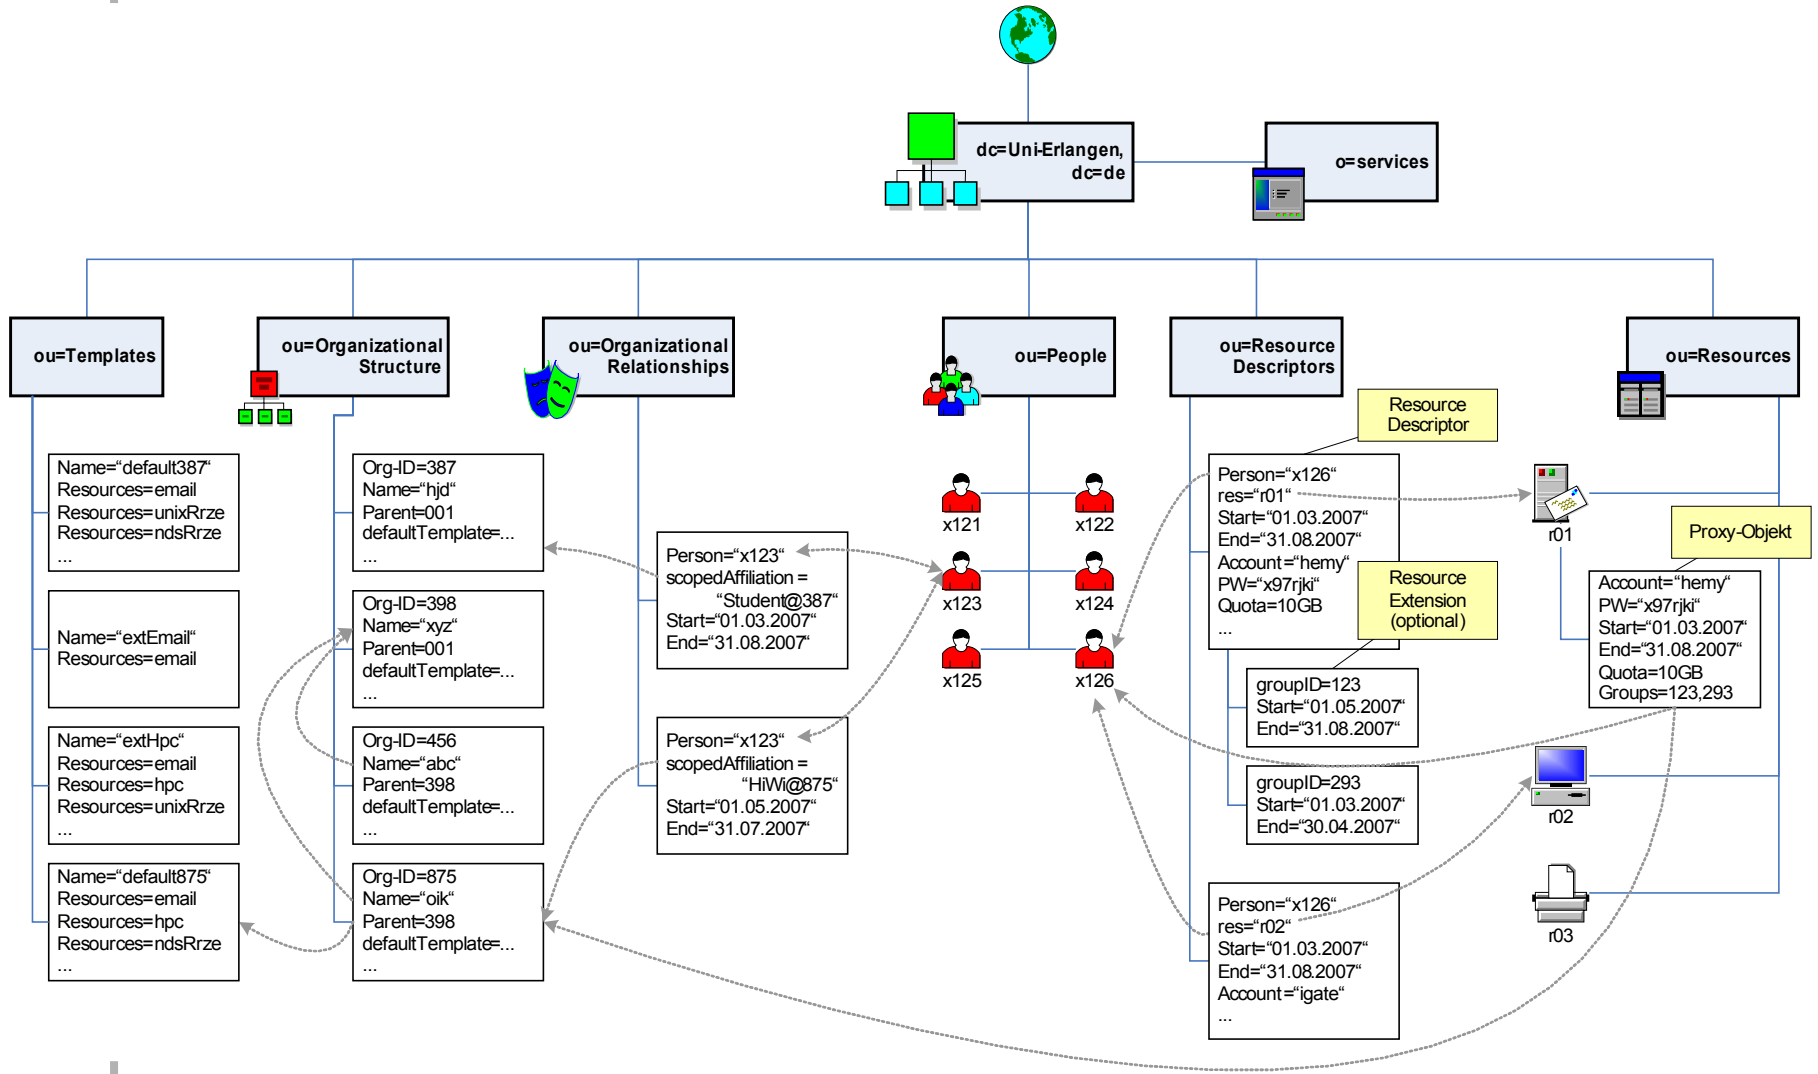 dc=Uni-Erlangen,
dc=de
o=services
ou=Templates
ou=Organizational
Structure
ou=Organizational
Relationships
ou=People
ou=Resource
Descriptors
ou=Resources
Name=“default387“
Resources=email
Resources=unixRrze
Resources=ndsRrze
...
Name=“extEmail“
Resources=email
Name=“extHpc“
Resources=email
Resources=hpc
Resources=unixRrze
...
Name=“default875“
Resources=email
Resources=hpc
Resources=ndsRrze
...
Org-ID=387
Name=“hjd“
Parent=001
defaultTemplate=...
...
Org-ID=398
Name=“xyz“
Parent=001
defaultTemplate=...
...
Org-ID=456
Name=“abc“
Parent=398
defaultTemplate=...
...
Org-ID=875
Name=“oik“
Parent=398
defaultTemplate=...
...
Person=“x123“
scopedAffiliation =
“Student@387“
Start=“01.03.2007“
End=“31.08.2007“
Person=“x123“
scopedAffiliation =
“HiWi@875“
Start=“01.05.2007“
End=“31.07.2007“
x121
x122
x123
x124
x125
x126
Resource
Descriptor
Person=“x126“
res=“r01“
Start=“01.03.2007“
End=“31.08.2007“
Account=“hemy“
PW=“x97rjki“
Quota=10GB
...
Resource
Extension
(optional)
groupID=123
Start=“01.05.2007“
End=“31.08.2007“
groupID=293
Start=“01.03.2007“
End=“30.04.2007“
Person=“x126“
res=“r02“
Start=“01.03.2007“
End=“31.08.2007“
Account=“igate“
...
r01
Proxy-Objekt
Account=“hemy“
PW=“x97rjki“
Start=“01.03.2007“
End=“31.08.2007“
Quota=10GB
Groups=123,293
r02
r03